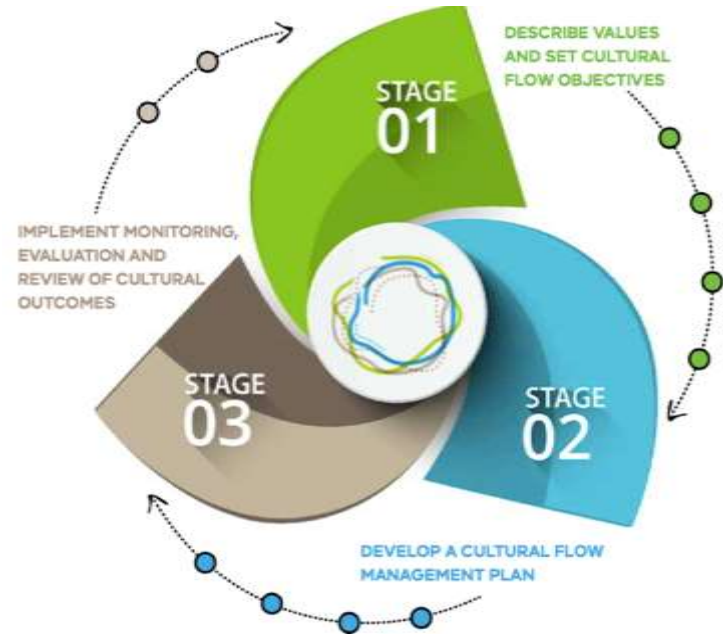 STAGE
01
DESCRIBE VALUES
AND SET CULTURAL
FLOW OBJECTIVES
STAGE
02
DEVELOP A CULTURAL FLOW
MANAGEMENT PLAN
STAGE
03
IMPLEMENT MONITORING,
EVALUATION AND
REVIEW OF CULTURAL
OUTCOMES